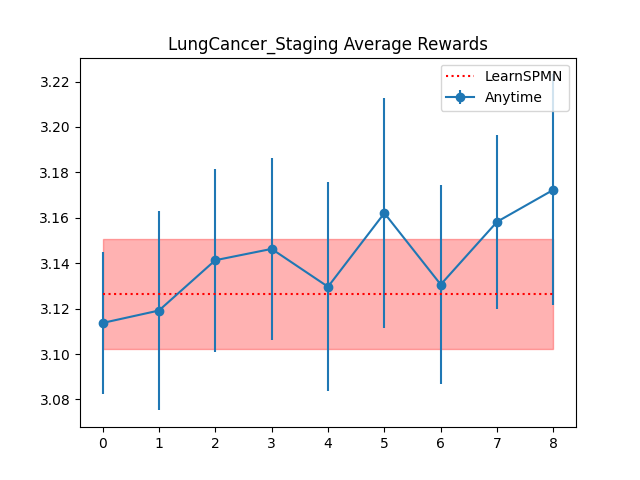 LungCancer_Staging Average Rewards
LearnSPMN
Anytime
3.22
3.20
3.18
3.16
3.14
3.12
3.10
3.08
0 1 2 3 4 5 6 7 8